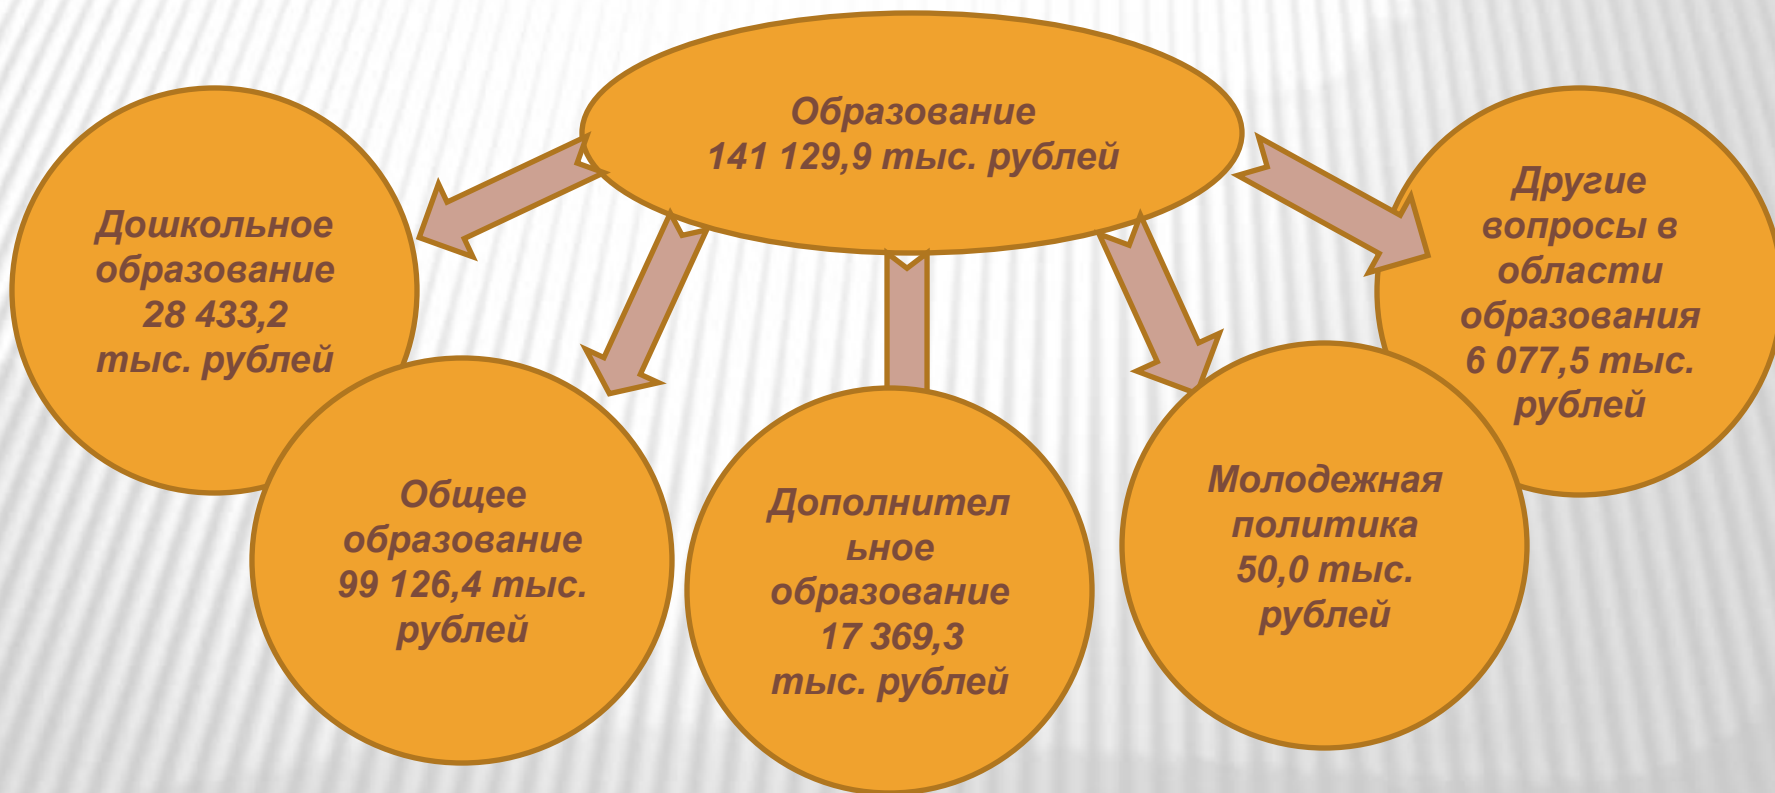 Образование
141 129,9 тыс. рублей
Дошкольное
образование
28 433,2
тыс. рублей
Общее
образование
99 126,4 тыс.
рублей
Дополнител
ьное
образование
17 369,3
тыс. рублей
Молодежная
политика
50,0 тыс.
рублей
Другие
вопросы в
области
образования
6 077,5 тыс.
рублей